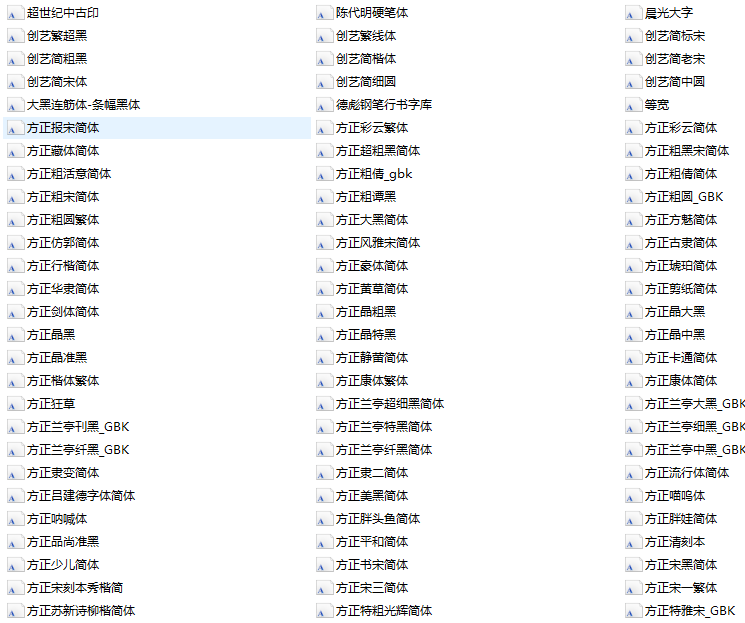 超世纪中古印 陈代明硬笔体 晨光大字
创艺繁超黑 创艺繁线体 创艺简标宋
创艺简粗黑 创艺简楷体 创艺简老宋
创艺简宋体 创艺简细圆 创艺简中圆
大黑连筋体-条幅黑体 德彪钢笔行书字库 等宽
方正报宋简体 方正彩云繁体 方正彩云简体
方正藏体简体 方正超粗黑简体 方正粗黑宋简体
方正粗活意简体 方正粗倩_gbk 方正粗倩简体
方正粗宋简体 方正粗谭黑 方正粗圆_GBK
方正粗圆繁体 方正大黑简体 方正方魅简体
方正仿郭简体 方正风雅宋简体 方正古隶简体
方正行楷简体 方正豪体简体 方正琥珀简体
方正华隶简体 方正黄草简体 方正剪纸简体
方正剑体简体 方正晶粗黑 方正晶大黑
方正晶黑 方正晶特黑 方正晶中黑
方正晶准黑 方正静蕾简体 方正卡通简体
方正楷体繁体 方正康体繁体 方正康体简体
方正狂草 方正兰亭超细黑简体 方正兰亭大黑_GBK
方正兰亭刊黑_GBK 方正兰亭特黑简体 方正兰亭细黑_GBK
方正兰亭纤黑_GBK 方正兰亭纤黑简体 方正兰亭中黑_GBK
方正隶变简体 方正隶二简体 方正流行体简体
方正吕建德字体简体 方正美黑简体 方正喵呜体
方正呐喊体 方正胖头鱼简体 方正胖娃简体
方正品尚准黑 方正平和简体 方正清刻本
方正少儿简体 方正书宋简体 方正宋黑简体
方正宋刻本秀楷简 方正宋三简体 方正宋一繁体
方正苏新诗柳楷简体 方正特粗光辉简体 方正特雅宋_GBK